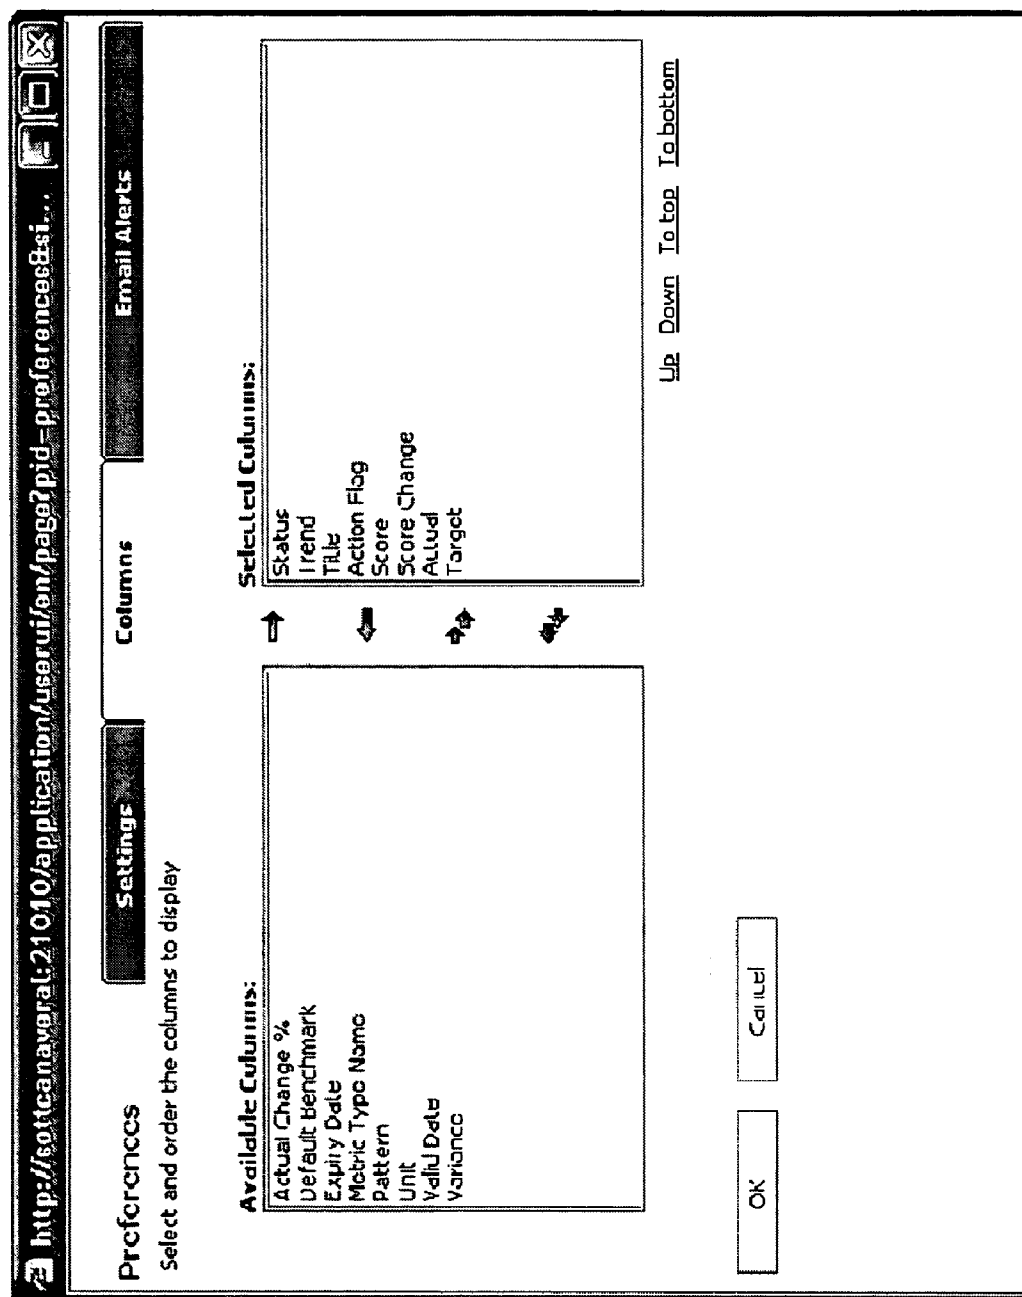 http://cottcanaveral:21010/application/userui/en/page?pid=preferences&si...
Preferences
Settings
Columns
Email Alerts
Select and order the columns to display
Available Columns:
Actual Change %
Default Benchmark
Expiry Date
Metric Type Name
Pattern
Unit
Valid Date
Variance
Selected Columns:
Status
Trend
Title
Action Flag
Score
Score Change
Actual
Target
Up Down To top To bottom
OK
Cancel